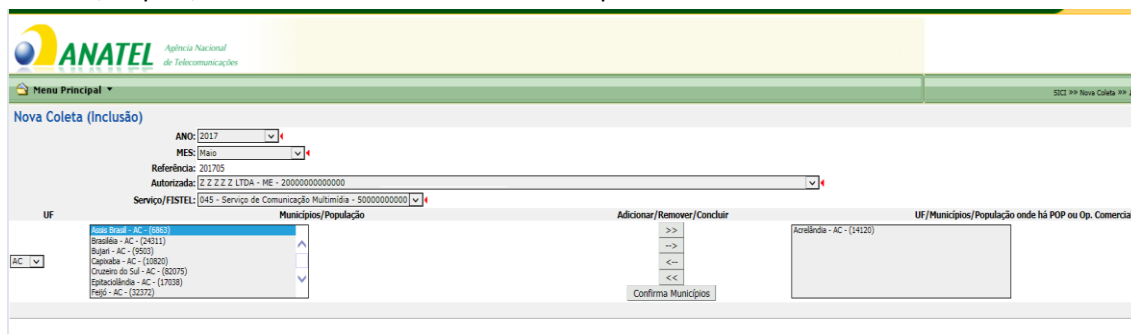 ANATEL
Agência Nacional
de Telecomunicações
Menu Principal
SICI »» Nova Coleta »»
Nova Coleta (Inclusão)
ANO: 2017
MES: Maio
Referência: 201705
Autorizada: Z Z Z Z Z LTDA - ME - 20000000000000
Serviço/FISTEL: 045 - Serviço de Comunicação Multimídia - 50000000000
UF Municípios/População Adicionar/Remover/Concluir UF/Municípios/População onde há POP ou Op. Comercial
AC
Assis Brasil - AC - (6863)
Brasiléia - AC - (24311)
Bujari - AC - (9503)
Capixaba - AC - (10820)
Cruzeiro do Sul - AC - (82075)
Epitaciolândia - AC - (17038)
Feijó - AC - (32372)
>>
-->
<--
<<
Confirma Municípios
Acrelândia - AC - (14120)